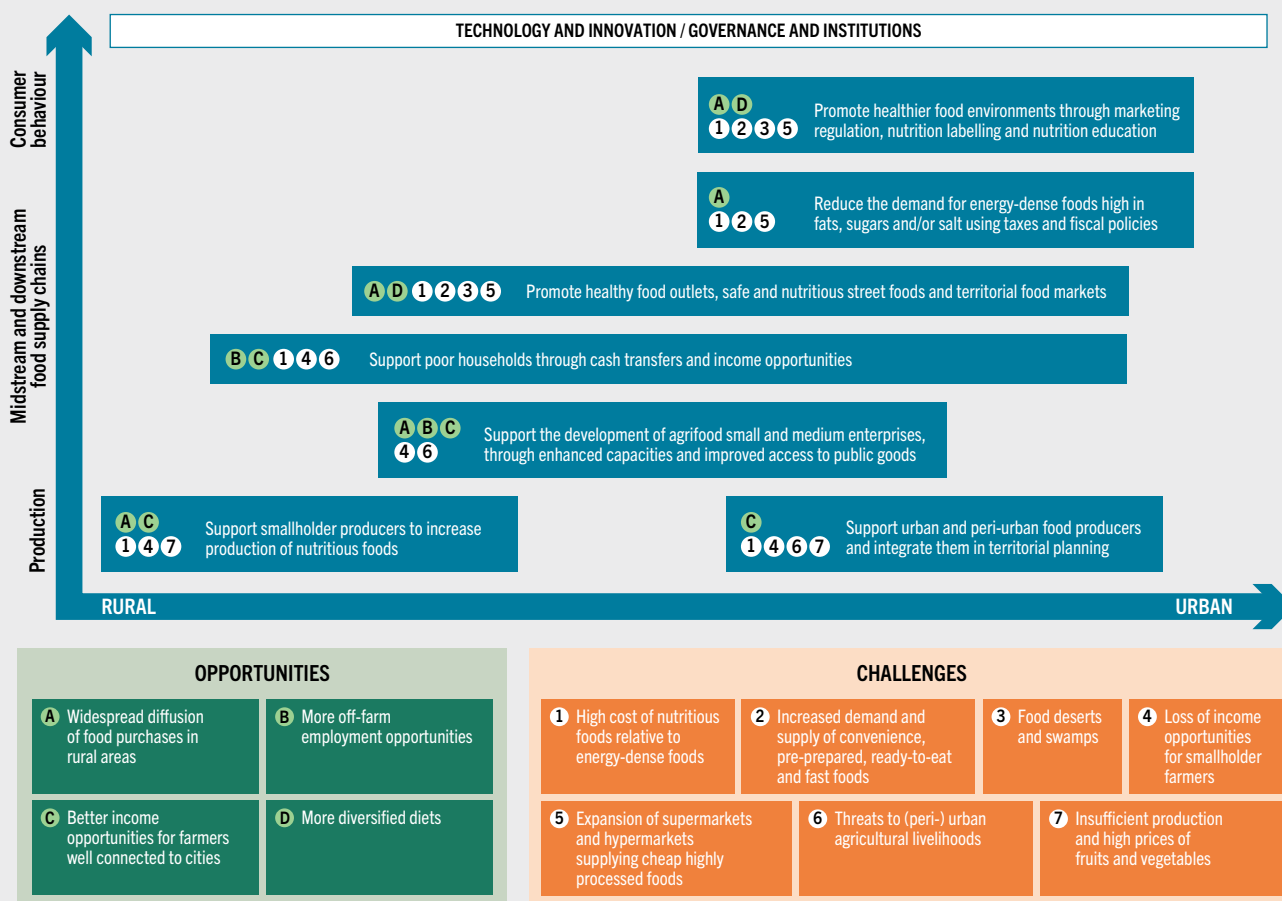 TECHNOLOGY AND INNOVATION / GOVERNANCE AND INSTITUTIONS
Consumer
behaviour
A D
1 2 3 5
Promote healthier food environments through marketing
regulation, nutrition labelling and nutrition education
A
1 2 5
Reduce the demand for energy-dense foods high in
fats, sugars and/or salt using taxes and fiscal policies
Midstream and downstream
food supply chains
A D 1 2 3 5 Promote healthy food outlets, safe and nutritious street foods and territorial food markets
B C 1 4 6 Support poor households through cash transfers and income opportunities
A B C
4 6
Support the development of agrifood small and medium enterprises,
through enhanced capacities and improved access to public goods
Production
A C
1 4 7
Support smallholder producers to increase
production of nutritious foods
C
1 4 6 7
Support urban and peri-urban food producers
and integrate them in territorial planning
RURAL
URBAN
OPPORTUNITIES
A Widespread diffusion
of food purchases in
rural areas
B More off-farm
employment opportunities
C Better income
opportunities for farmers
well connected to cities
D More diversified diets
CHALLENGES
1 High cost of nutritious
foods relative to
energy-dense foods
2 Increased demand and
supply of convenience,
pre-prepared, ready-to-eat
and fast foods
3 Food deserts
and swamps
4 Loss of income
opportunities
for smallholder
farmers
5 Expansion of supermarkets
and hypermarkets
supplying cheap highly
processed foods
6 Threats to (peri-) urban
agricultural livelihoods
7 Insufficient production
and high prices of
fruits and vegetables